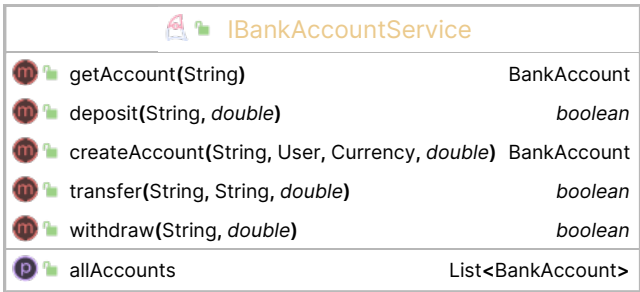 IBankAccountService
m getAccount(String) BankAccount
m deposit(String, double) boolean
m createAccount(String, User, Currency, double) BankAccount
m transfer(String, String, double) boolean
m withdraw(String, double) boolean
p allAccounts List<BankAccount>